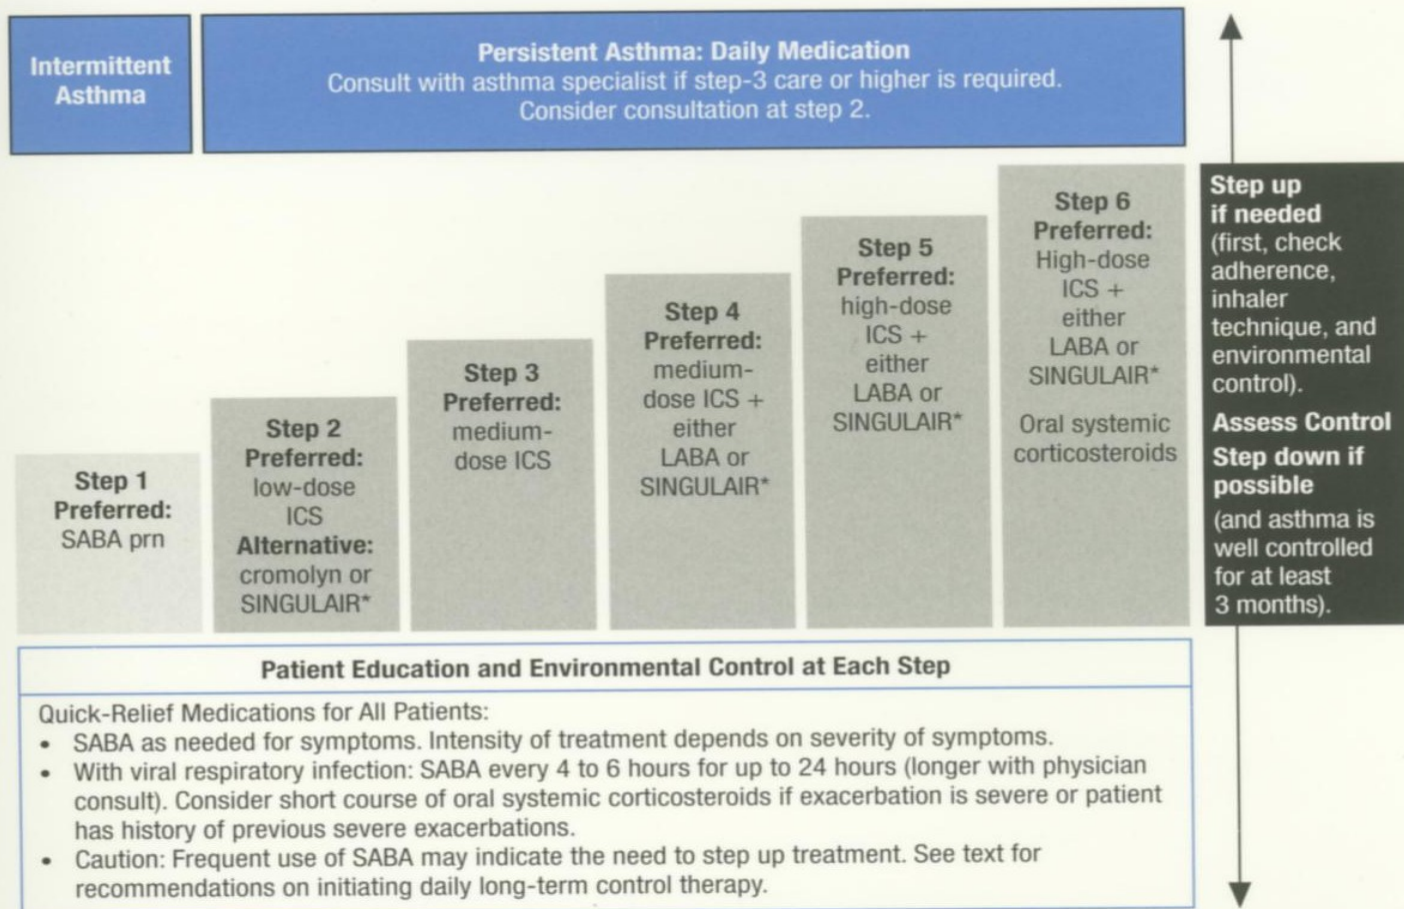 Intermittent
Asthma
Persistent Asthma: Daily Medication
Consult with asthma specialist if step-3 care or higher is required.
Consider consultation at step 2.
Step 1
Preferred:
SABA prn
Step 2
Preferred:
low-dose
ICS
Alternative:
cromolyn or
SINGULAIR*
Step 3
Preferred:
medium-
dose ICS
Step 4
Preferred:
medium-
dose ICS +
either
LABA or
SINGULAIR*
Step 5
Preferred:
high-dose
ICS +
either
LABA or
SINGULAIR*
Step 6
Preferred:
High-dose
ICS +
either
LABA or
SINGULAIR*
Oral systemic
corticosteroids
Step up
if needed
(first, check
adherence,
inhaler
technique, and
environmental
control).
Assess Control
Step down if
possible
(and asthma is
well controlled
for at least
3 months).
Patient Education and Environmental Control at Each Step
Quick-Relief Medications for All Patients:
• SABA as needed for symptoms. Intensity of treatment depends on severity of symptoms.
• With viral respiratory infection: SABA every 4 to 6 hours for up to 24 hours (longer with physician
consult). Consider short course of oral systemic corticosteroids if exacerbation is severe or patient
has history of previous severe exacerbations.
• Caution: Frequent use of SABA may indicate the need to step up treatment. See text for
recommendations on initiating daily long-term control therapy.